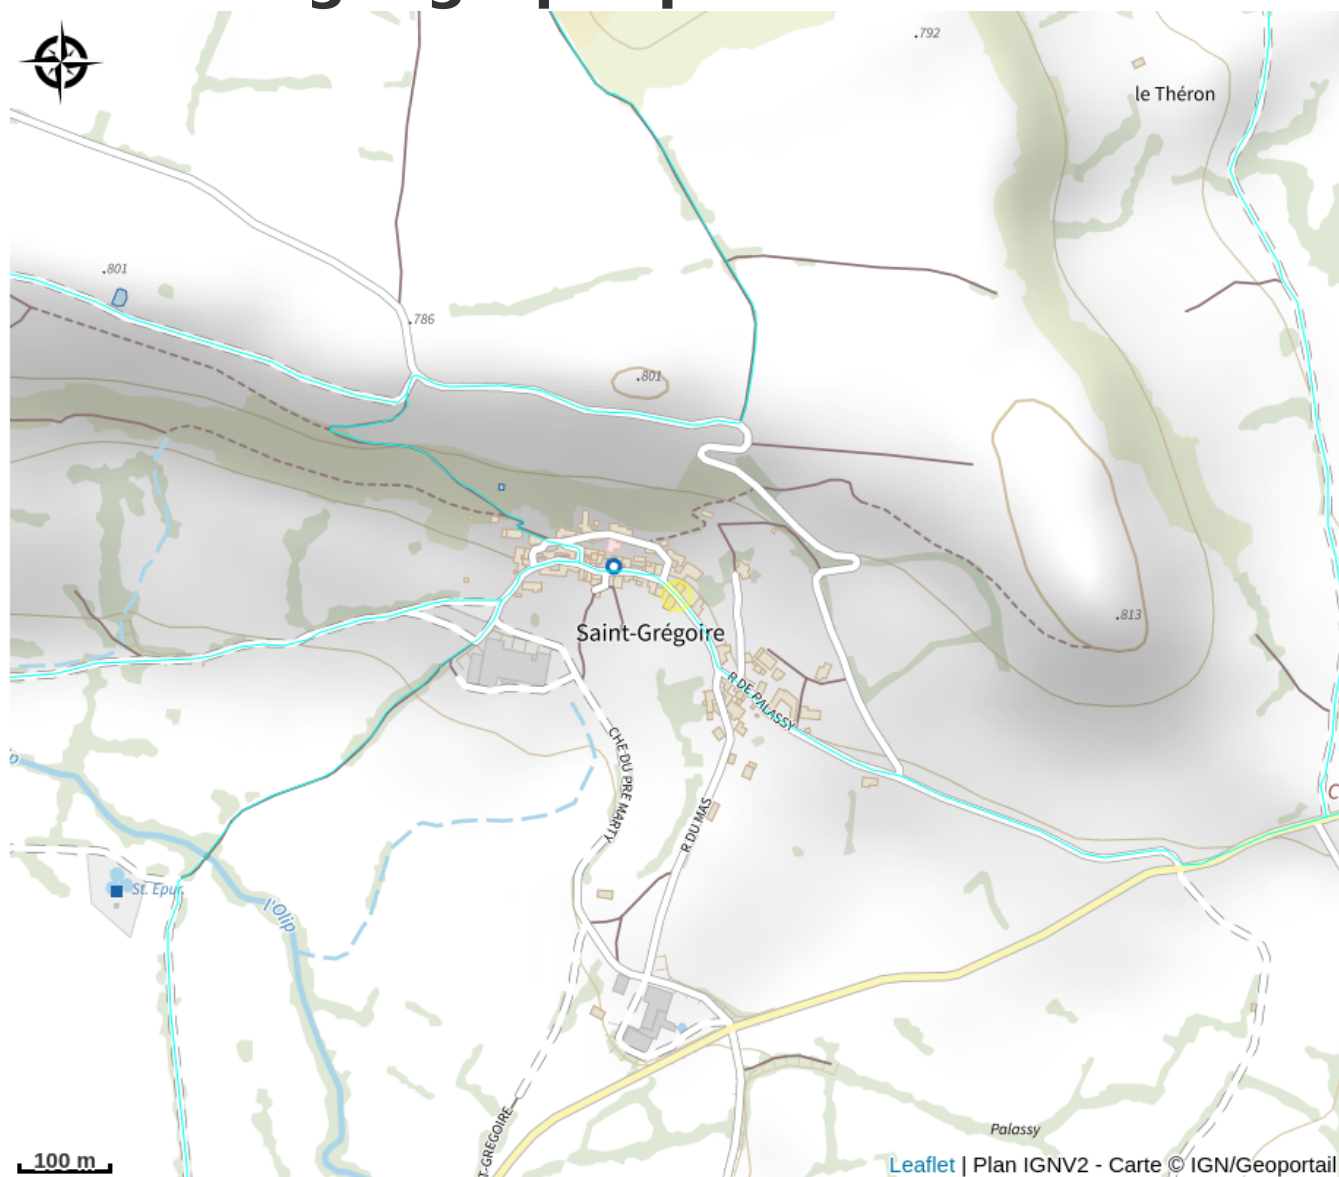 792
le Théron
801
786
801
813
Saint-Grégoire
R DE PALASSY
CHE DU PRE MARTY
R DU MAS
St. Epur.
l'Olip
T-GREGOIRE
Palassy
100 m
Leaflet | Plan IGNV2 - Carte © IGN/Geoportail